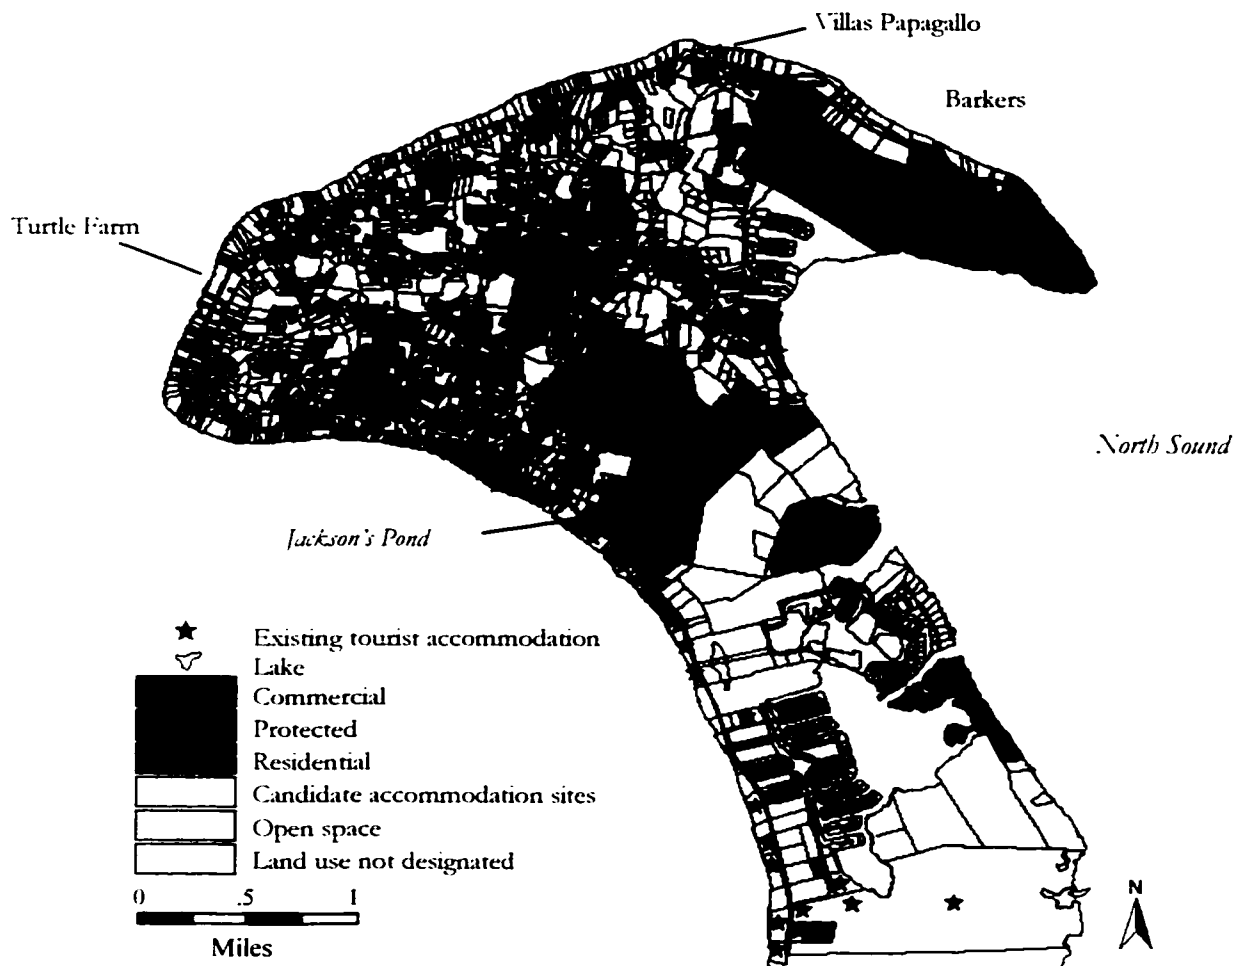 Villas Papagallo
Barkers
Turtle Farm
North Sound
Jackson's Pond
Existing tourist accommodation
Lake
Commercial
Protected
Residential
Candidate accommodation sites
Open space
Land use not designated
0 .5 1
Miles
N